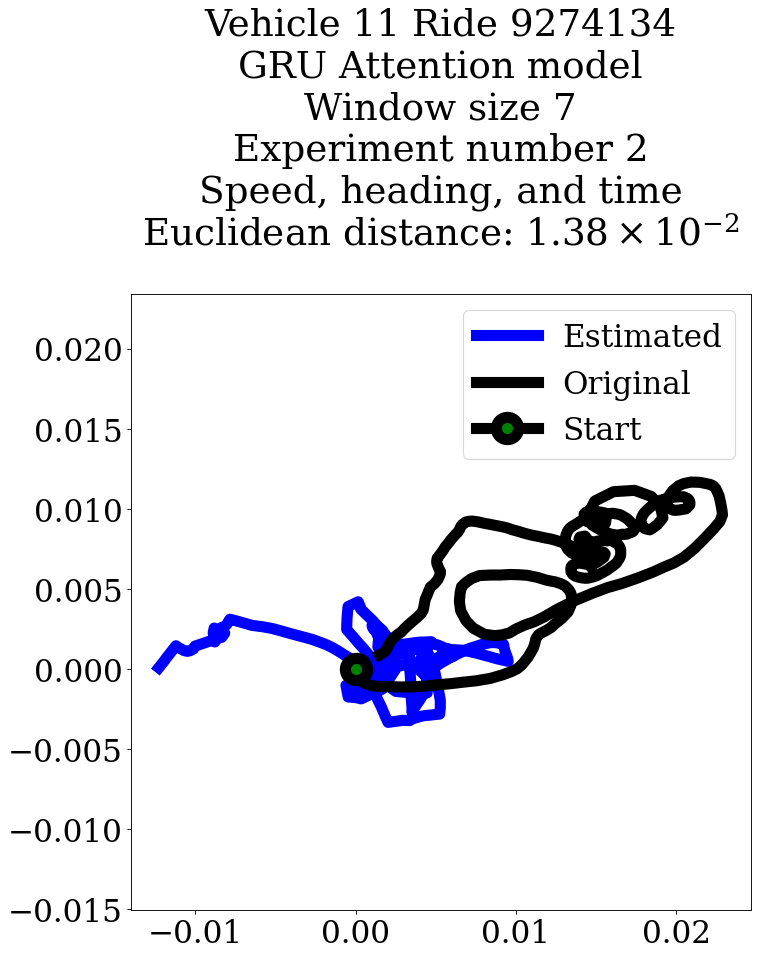 Vehicle 11 Ride 9274134
GRU Attention model
Window size 7
Experiment number 2
Speed, heading, and time
Euclidean distance: 1.38 × 10⁻²
Estimated
Original
Start
0.020
0.015
0.010
0.005
0.000
−0.005
−0.010
−0.015
−0.01 0.00 0.01 0.02